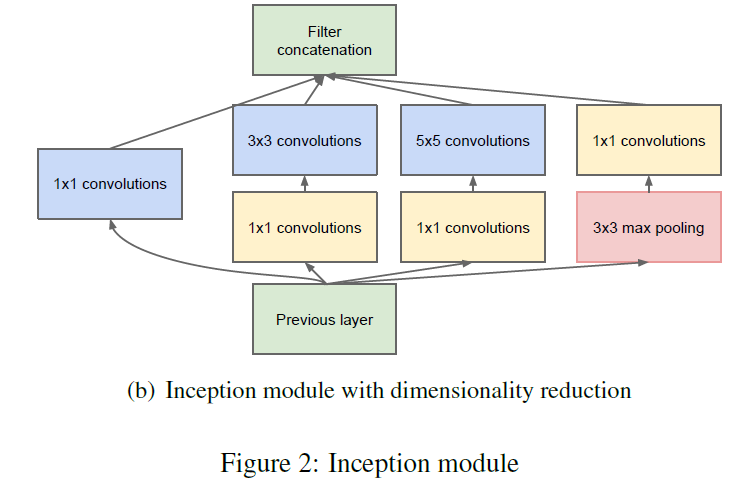 Filter
concatenation
3x3 convolutions
5x5 convolutions
1x1 convolutions
1x1 convolutions
1x1 convolutions
1x1 convolutions
3x3 max pooling
Previous layer
(b) Inception module with dimensionality reduction
Figure 2: Inception module